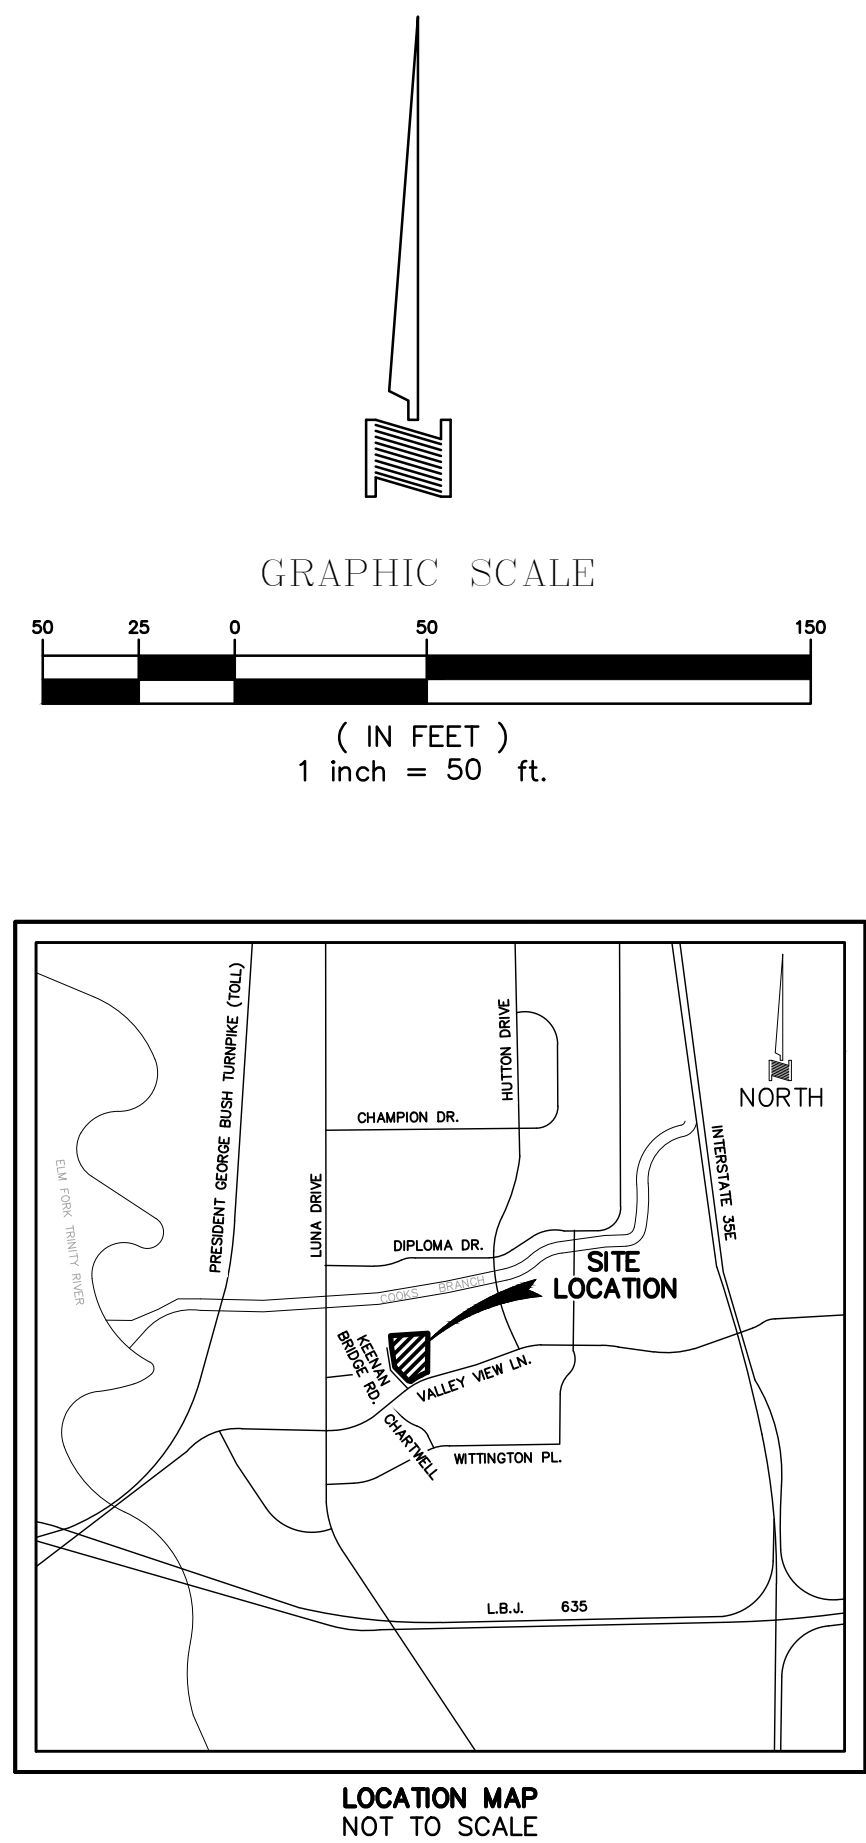 GRAPHIC SCALE
50 25 0 50 150
( IN FEET )
1 inch = 50 ft.
PRESIDENT GEORGE BUSH TURNPIKE (TOLL)
HUTTON DRIVE
NORTH
CHAMPION DR.
INTERSTATE 35E
ELM FORK TRINITY RIVER
LUNA DRIVE
DIPLOMA DR.
SITE
LOCATION
COOKS BRANCH
KEENAN
BRIDGE RD.
VALLEY VIEW LN.
CHARTWELL
WITTINGTON PL.
L.B.J. 635
LOCATION MAP
NOT TO SCALE